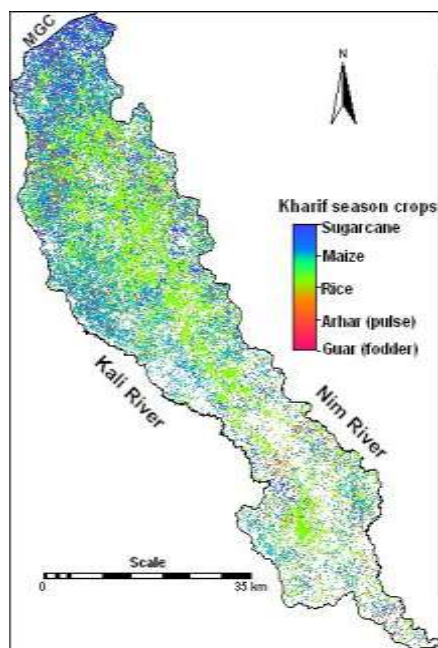 MGC
N
Kharif season crops
Sugarcane
Maize
Rice
Arhar (pulse)
Guar (fodder)
Kali River
Nim River
Scale
0 35 km